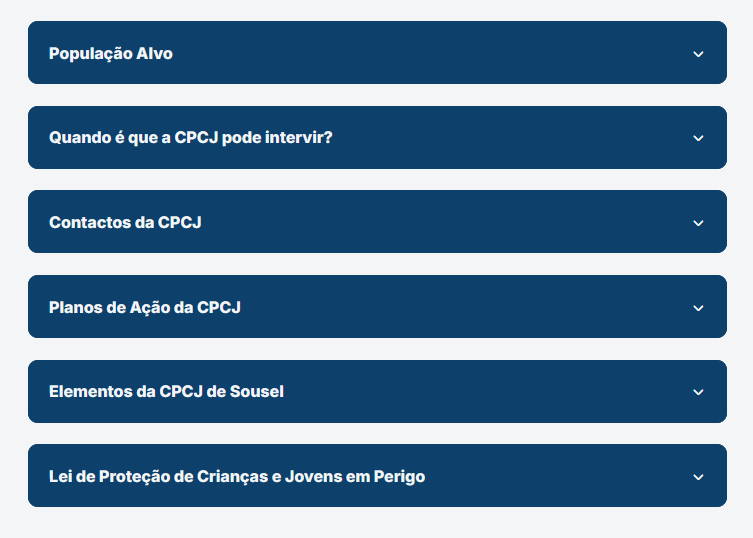 População Alvo
Quando é que a CPCJ pode intervir?
Contactos da CPCJ
Planos de Ação da CPCJ
Elementos da CPCJ de Sousel
Lei de Proteção de Crianças e Jovens em Perigo